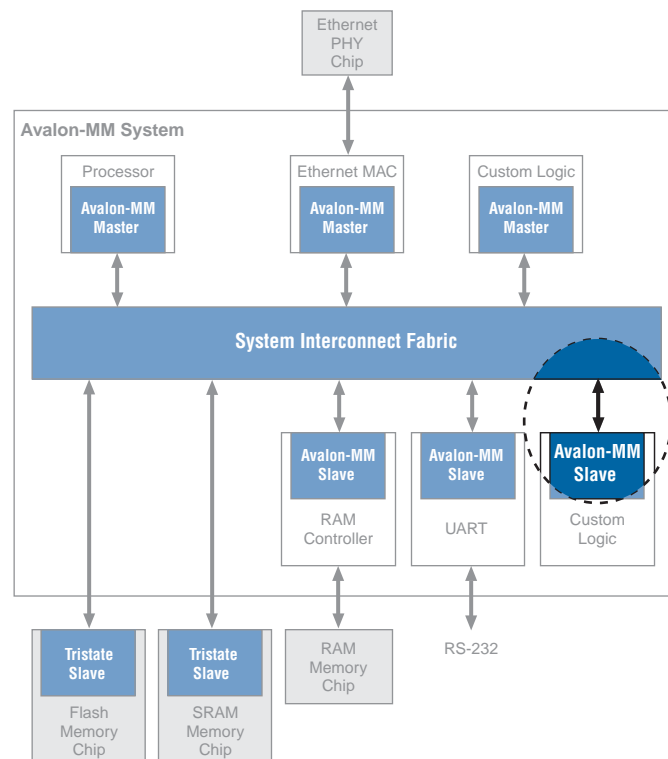 Ethernet
PHY
Chip
Avalon-MM System
Processor
Avalon-MM
Master
Ethernet MAC
Avalon-MM
Master
Custom Logic
Avalon-MM
Master
System Interconnect Fabric
Avalon-MM
Slave
RAM
Controller
Avalon-MM
Slave
UART
Avalon-MM
Slave
Custom
Logic
Tristate
Slave
Flash
Memory
Chip
Tristate
Slave
SRAM
Memory
Chip
RAM
Memory
Chip
RS-232